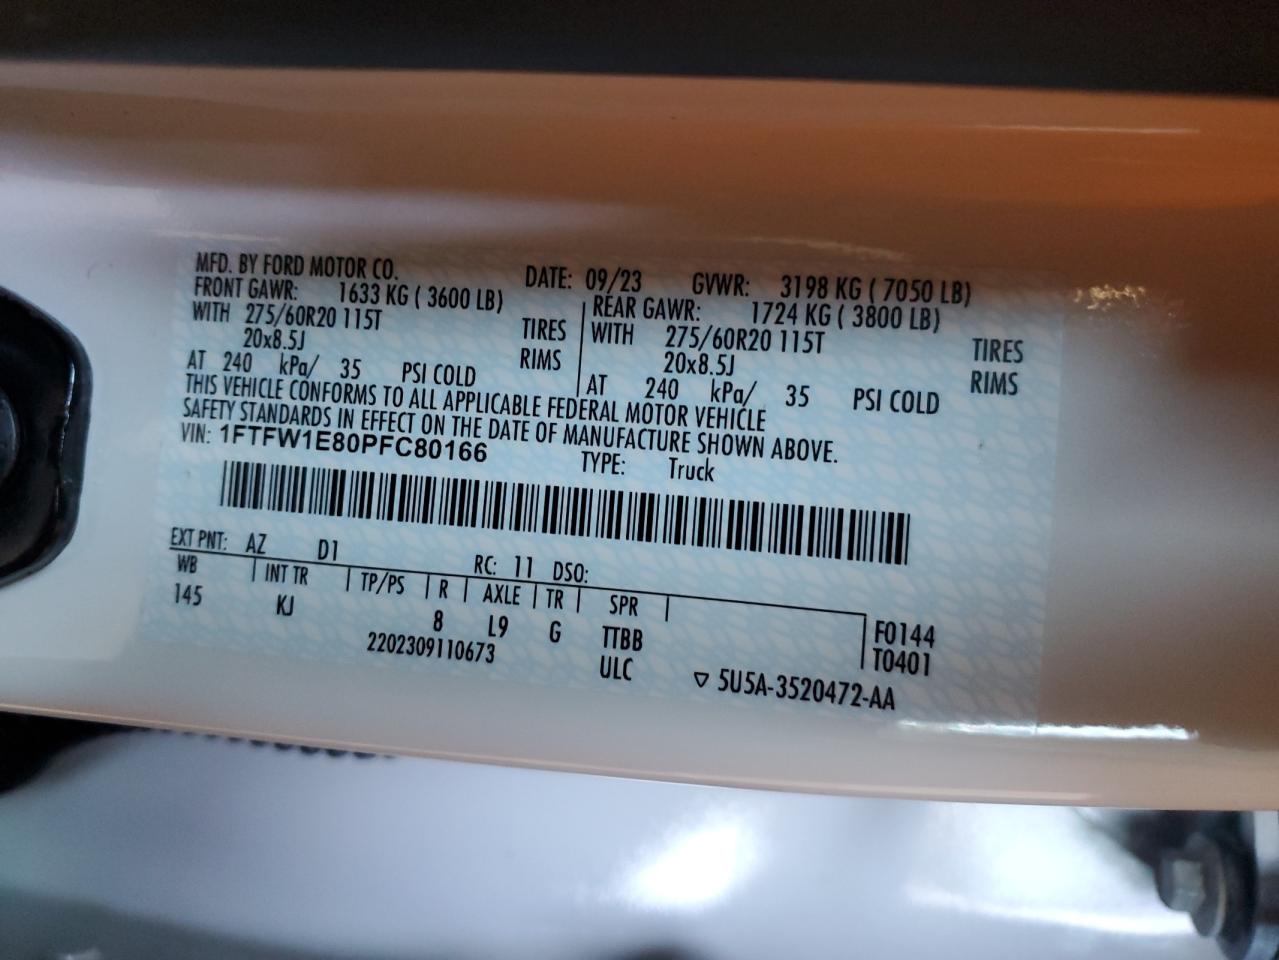 MFD. BY FORD MOTOR CO. DATE: 09/23 GVWR: 3198 KG ( 7050 LB)
FRONT GAWR: 1633 KG ( 3600 LB) REAR GAWR: 1724 KG ( 3800 LB)
WITH 275/60R20 115T TIRES WITH 275/60R20 115T TIRES
20x8.5J RIMS 20x8.5J RIMS
AT 240 kPa/ 35 PSI COLD AT 240 kPa/ 35 PSI COLD
THIS VEHICLE CONFORMS TO ALL APPLICABLE FEDERAL MOTOR VEHICLE
SAFETY STANDARDS IN EFFECT ON THE DATE OF MANUFACTURE SHOWN ABOVE.
VIN: 1FTFW1E80PFC80166 TYPE: Truck
EXT PNT: AZ D1 RC: 11 DSO:
WB INT TR TP/PS R AXLE TR SPR
145 KJ 8 L9 G TTBB F0144
2202309110673 ULC T0401
▽ 5U5A-3520472-AA